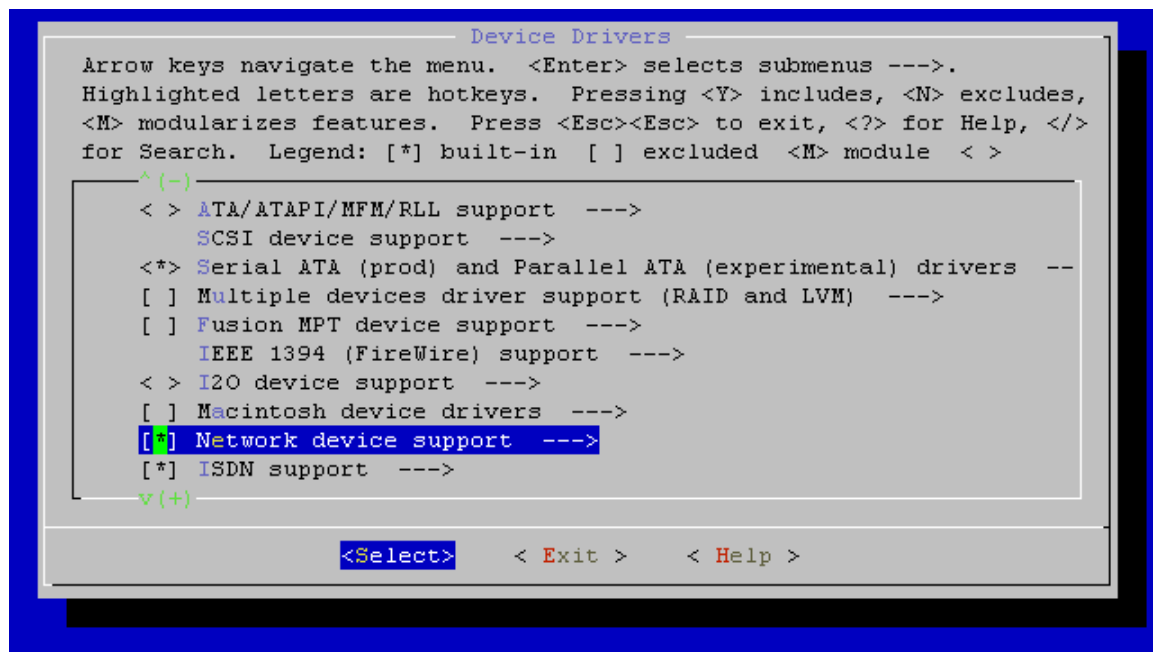 Device Drivers
Arrow keys navigate the menu.  <Enter> selects submenus --->.
Highlighted letters are hotkeys.  Pressing <Y> includes, <N> excludes,
<M> modularizes features.  Press <Esc><Esc> to exit, <?> for Help, </>
for Search.  Legend: [*] built-in  [ ] excluded  <M> module  < >
^(-)
< > ATA/ATAPI/MFM/RLL support  --->
SCSI device support  --->
<*> Serial ATA (prod) and Parallel ATA (experimental) drivers  --
[ ] Multiple devices driver support (RAID and LVM)  --->
[ ] Fusion MPT device support  --->
IEEE 1394 (FireWire) support  --->
< > I2O device support  --->
[ ] Macintosh device drivers  --->
[*] Network device support  --->
[*] ISDN support  --->
v(+)
<Select>    < Exit >    < Help >